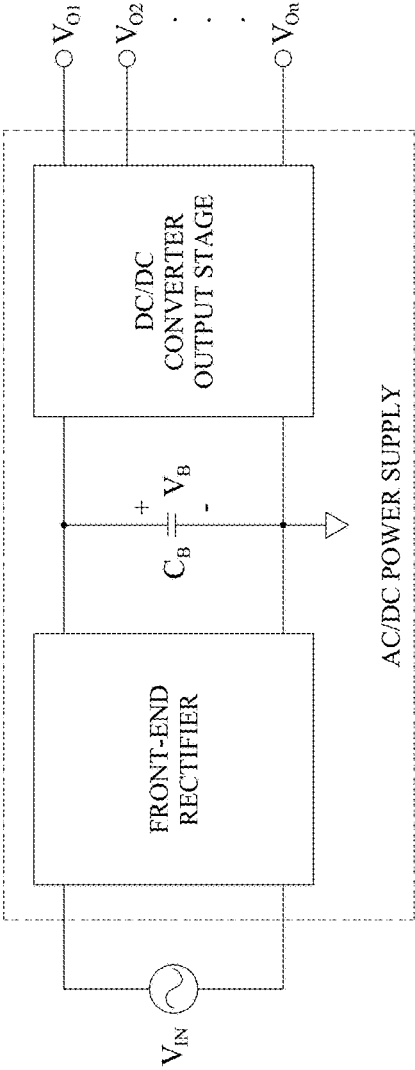 V_IN
FRONT-END
RECTIFIER
+
C_B V_B
-
DC/DC
CONVERTER
OUTPUT STAGE
V_O1
V_O2
. . .
V_On
AC/DC POWER SUPPLY